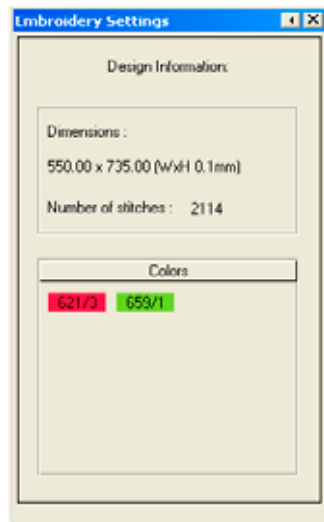 Embroidery Settings
Design Information:
Dimensions :
550.00 x 735.00 (WxH 0.1mm)
Number of stitches : 2114
Colors
621/3 659/1